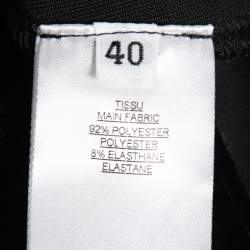 40
TISSU
MAIN FABRIC
92% POLYESTER
POLYESTER
8% ELASTHANE
ELASTANE